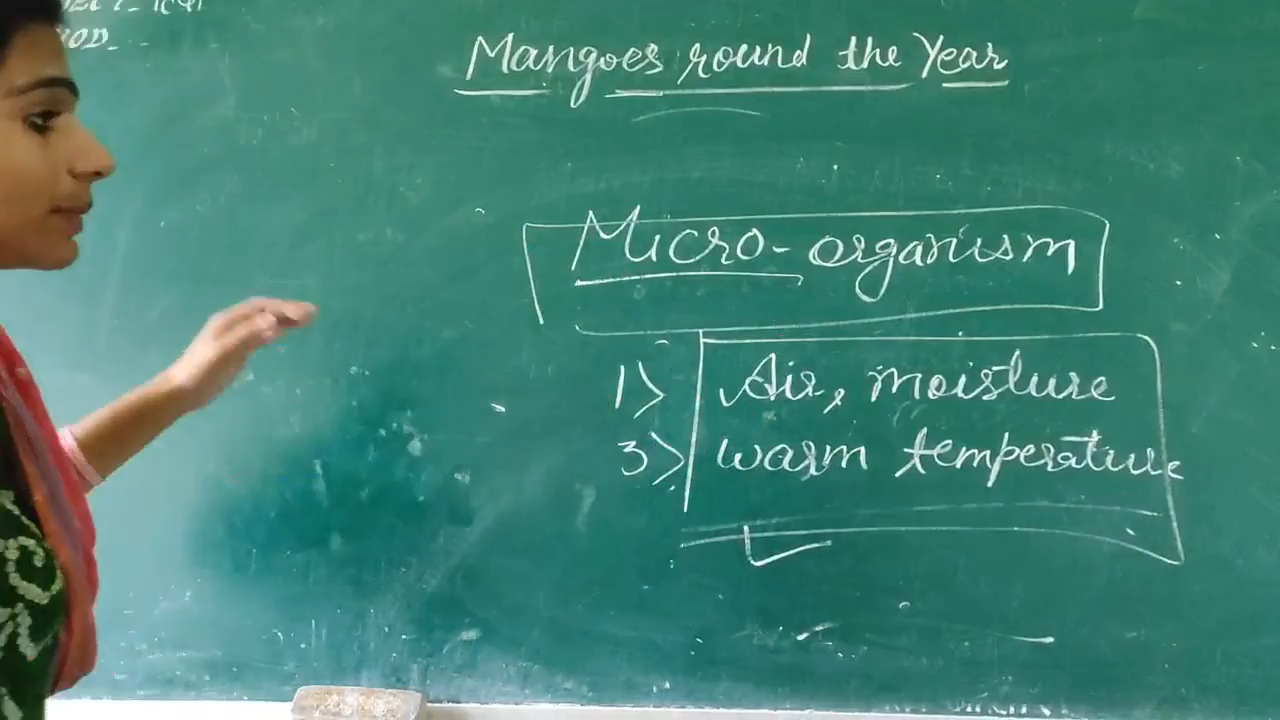 Mangoes round the Year
Micro-organism
1> Air, moisture
3> warm temperature